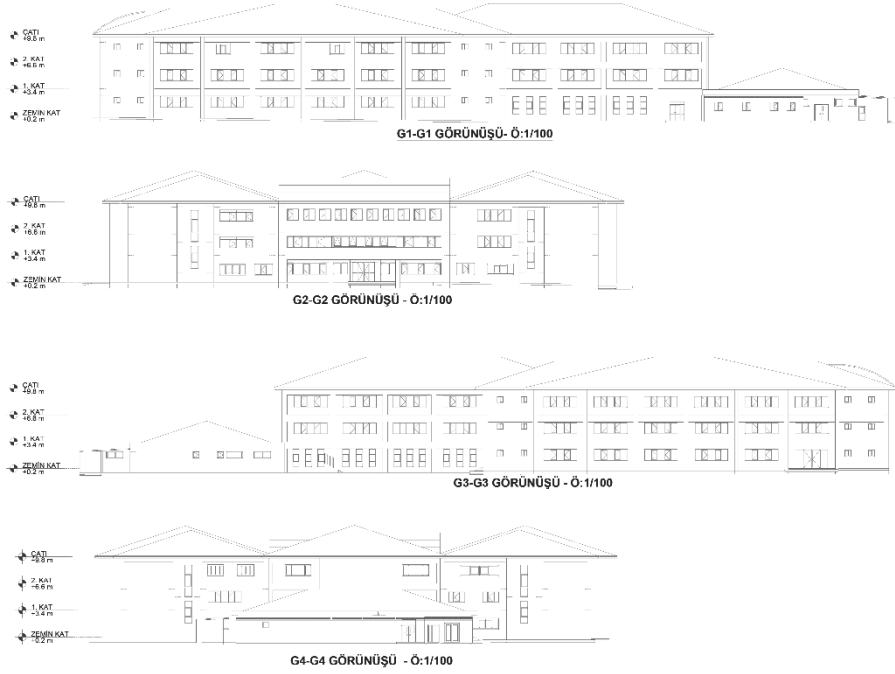 ÇATI
+9.8 m
2. KAT
+6.6 m
1. KAT
+3.4 m
ZEMİN KAT
+0.2 m
G1-G1 GÖRÜNÜŞÜ- Ö:1/100
ÇATI
+9.8 m
2. KAT
+6.6 m
1. KAT
+3.4 m
ZEMİN KAT
+0.2 m
G2-G2 GÖRÜNÜŞÜ - Ö:1/100
ÇATI
+9.8 m
2. KAT
+6.6 m
1. KAT
+3.4 m
ZEMİN KAT
+0.2 m
G3-G3 GÖRÜNÜŞÜ - Ö:1/100
ÇATI
+9.8 m
2. KAT
+6.6 m
1. KAT
+3.4 m
ZEMİN KAT
+0.2 m
G4-G4 GÖRÜNÜŞÜ - Ö:1/100